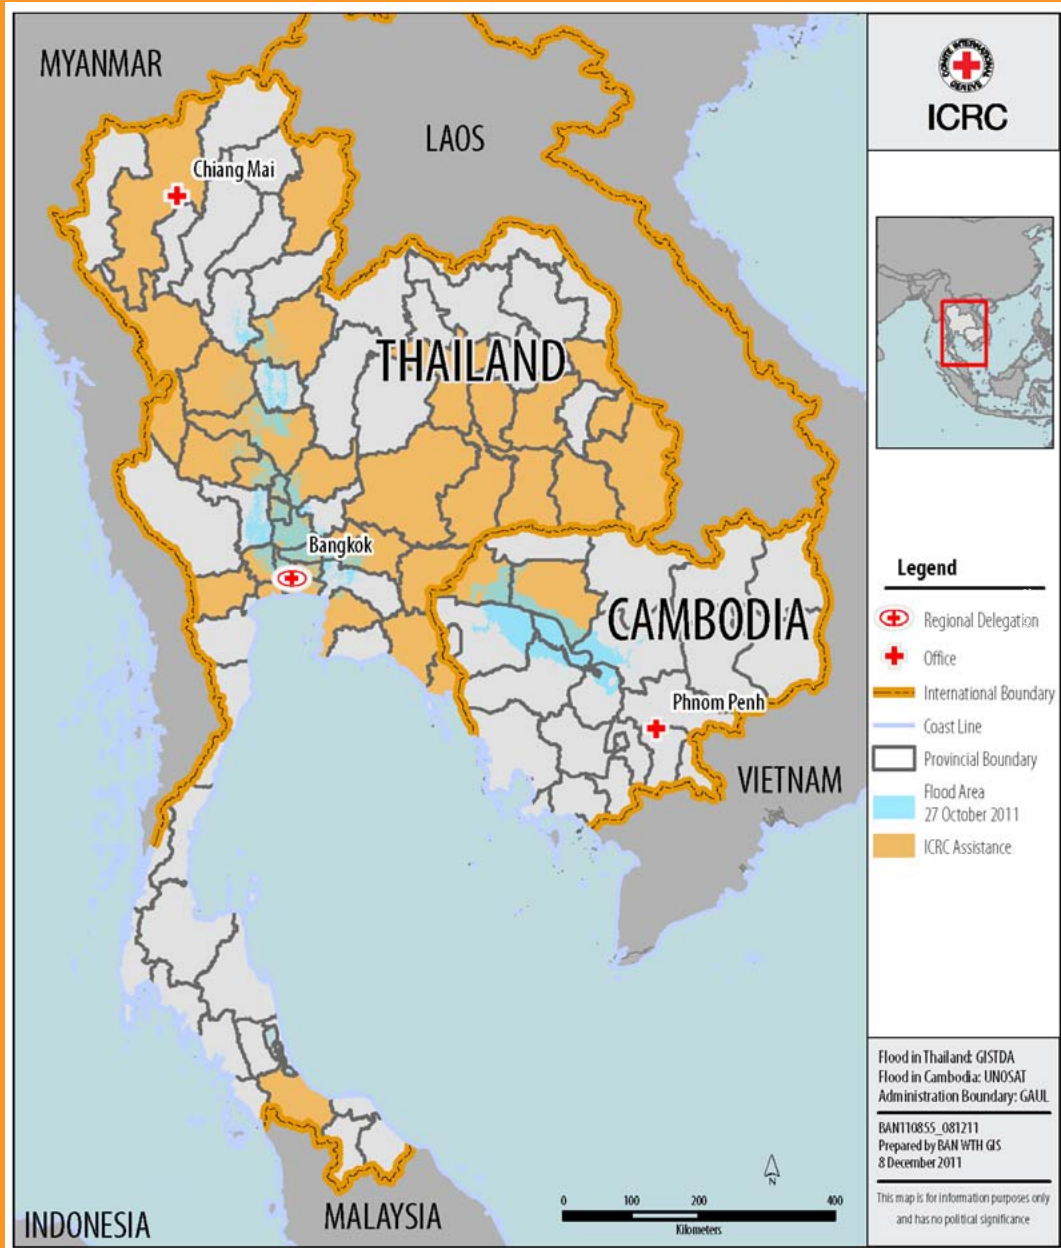 MYANMAR
LAOS
Chiang Mai
THAILAND
Bangkok
CAMBODIA
Phnom Penh
VIETNAM
INDONESIA
MALAYSIA
N
0 100 200 400
Kilometers
COMITE INTERNATIONAL
GENEVE
ICRC
Legend
Regional Delegation
Office
International Boundary
Coast Line
Provincial Boundary
Flood Area
27 October 2011
ICRC Assistance
Flood in Thailand: GISTDA
Flood in Cambodia: UNOSAT
Administration Boundary: GAUL
BAN110855_081211
Prepared by BAN WTH GIS
8 December 2011
This map is for information purposes only
and has no political significance